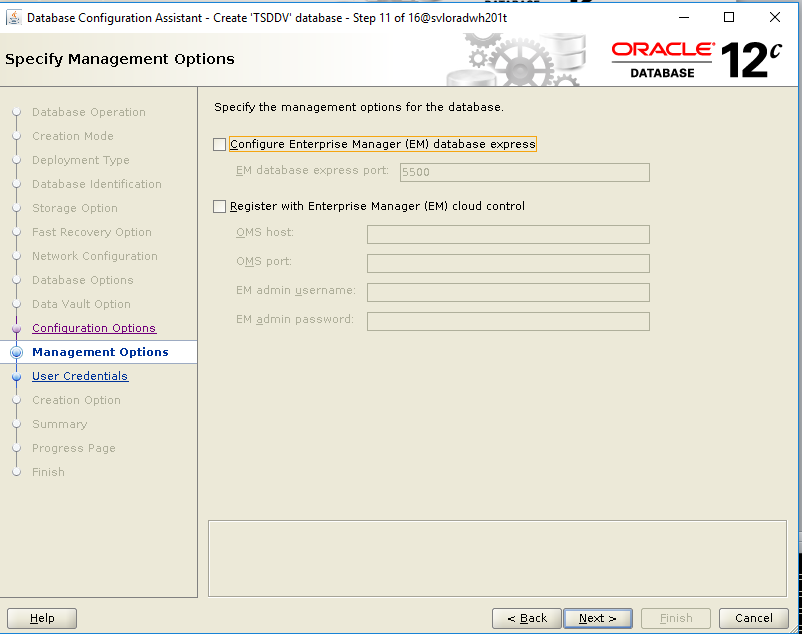 Database Configuration Assistant - Create 'TSDDV' database - Step 11 of 16@svloradwh201t
Specify Management Options
ORACLE
DATABASE
12c
Database Operation
Creation Mode
Deployment Type
Database Identification
Storage Option
Fast Recovery Option
Network Configuration
Database Options
Data Vault Option
Configuration Options
Management Options
User Credentials
Creation Option
Summary
Progress Page
Finish
Specify the management options for the database.
Configure Enterprise Manager (EM) database express
EM database express port: 5500
Register with Enterprise Manager (EM) cloud control
OMS host:
OMS port:
EM admin username:
EM admin password:
Help
< Back
Next >
Finish
Cancel